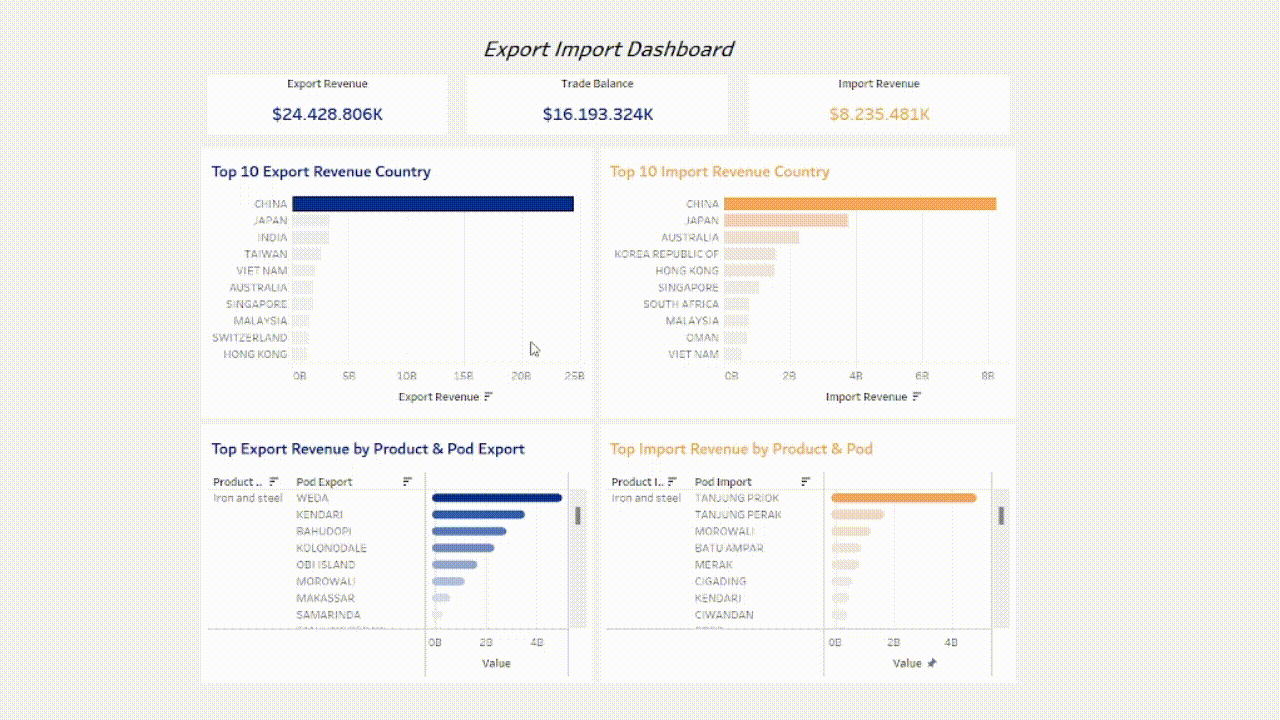 Export Import Dashboard
Export Revenue
$24.428.806K
Trade Balance
$16.193.324K
Import Revenue
$8.235.481K
Top 10 Export Revenue Country
CHINA
JAPAN
INDIA
TAIWAN
VIET NAM
AUSTRALIA
SINGAPORE
MALAYSIA
SWITZERLAND
HONG KONG
0B 5B 10B 15B 20B 25B
Export Revenue
Top 10 Import Revenue Country
CHINA
JAPAN
AUSTRALIA
KOREA REPUBLIC OF
HONG KONG
SINGAPORE
SOUTH AFRICA
MALAYSIA
OMAN
VIET NAM
0B 2B 4B 6B 8B
Import Revenue
Top Export Revenue by Product & Pod Export
Product .. Pod Export
Iron and steel WEDA
KENDARI
BAHUDOPI
KOLONODALE
OBI ISLAND
MOROWALI
MAKASSAR
SAMARINDA
0B 2B 4B
Value
Top Import Revenue by Product & Pod
Product I.. Pod Import
Iron and steel TANJUNG PRIOK
TANJUNG PERAK
MOROWALI
BATU AMPAR
MERAK
CIGADING
KENDARI
CIWANDAN
0B 2B 4B
Value